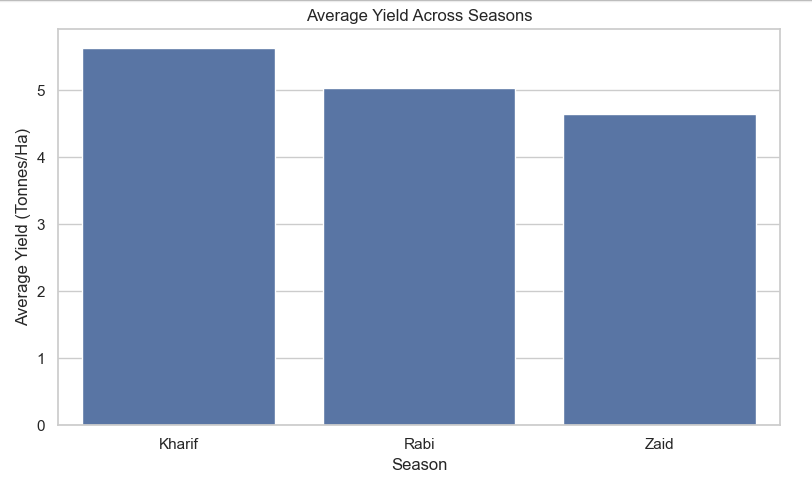 Average Yield Across Seasons
Average Yield (Tonnes/Ha)
5
4
3
2
1
0
Kharif
Rabi
Zaid
Season